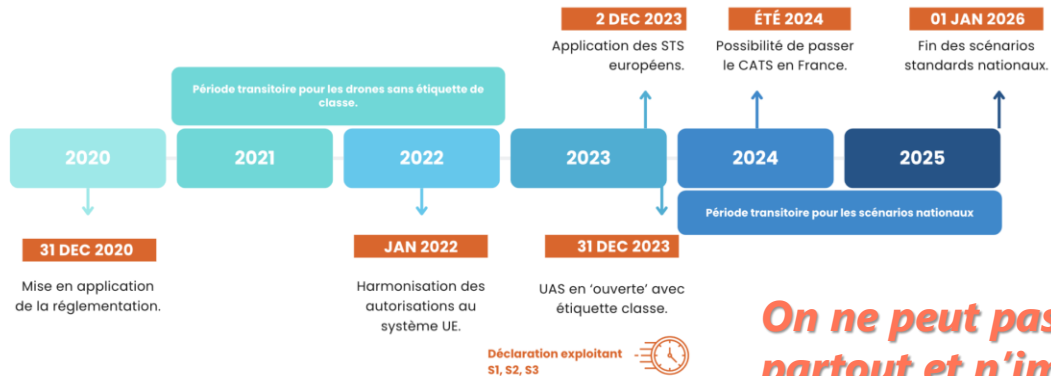 2 DEC 2023
ÉTÉ 2024
01 JAN 2026
Application des STS
européens.
Possibilité de passer
le CATS en France.
Fin des scénarios
standards nationaux.
Période transitoire pour les drones sans étiquette de
classe.
2020
2021
2022
2023
2024
2025
Période transitoire pour les scénarios nationaux
31 DEC 2020
JAN 2022
31 DEC 2023
Mise en application
de la réglementation.
Harmonisation des
autorisations au
système UE.
UAS en ‘ouverte’ avec
étiquette classe.
Déclaration exploitant
S1, S2, S3
On ne peut pas
partout et n'im